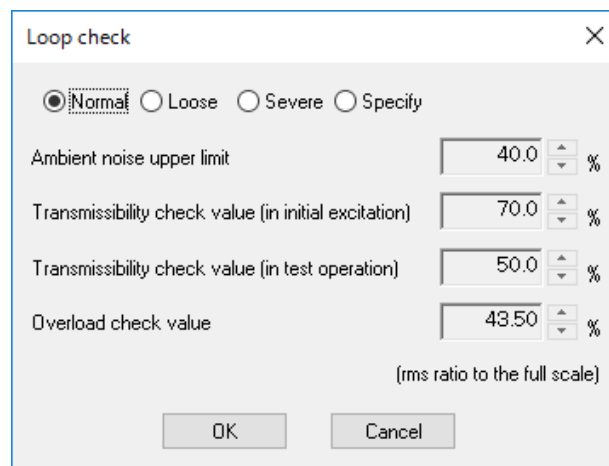 Loop check
Normal Loose Severe Specify
Ambient noise upper limit 40.0 %
Transmissibility check value (in initial excitation) 70.0 %
Transmissibility check value (in test operation) 50.0 %
Overload check value 43.50 %
(rms ratio to the full scale)
OK Cancel